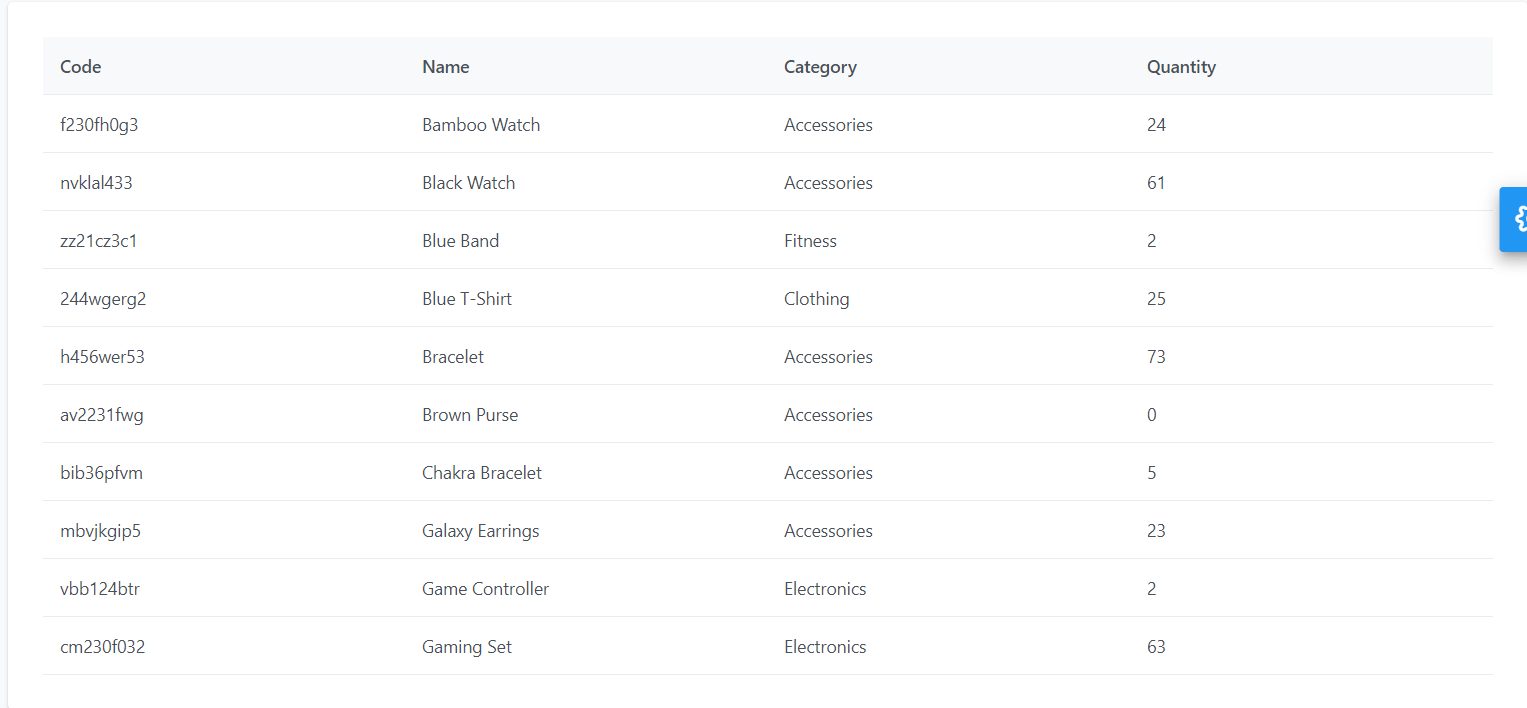 Code Name Category Quantity
f230fh0g3 Bamboo Watch Accessories 24
nvklal433 Black Watch Accessories 61
zz21cz3c1 Blue Band Fitness 2
244wgerg2 Blue T-Shirt Clothing 25
h456wer53 Bracelet Accessories 73
av2231fwg Brown Purse Accessories 0
bib36pfvm Chakra Bracelet Accessories 5
mbvjkgip5 Galaxy Earrings Accessories 23
vbb124btr Game Controller Electronics 2
cm230f032 Gaming Set Electronics 63